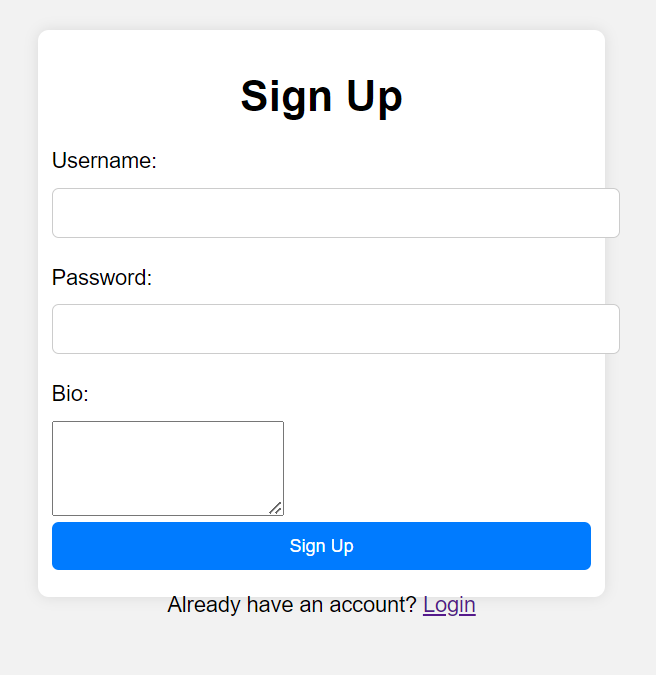 Sign Up
Username:
Password:
Bio:
Sign Up
Already have an account? Login